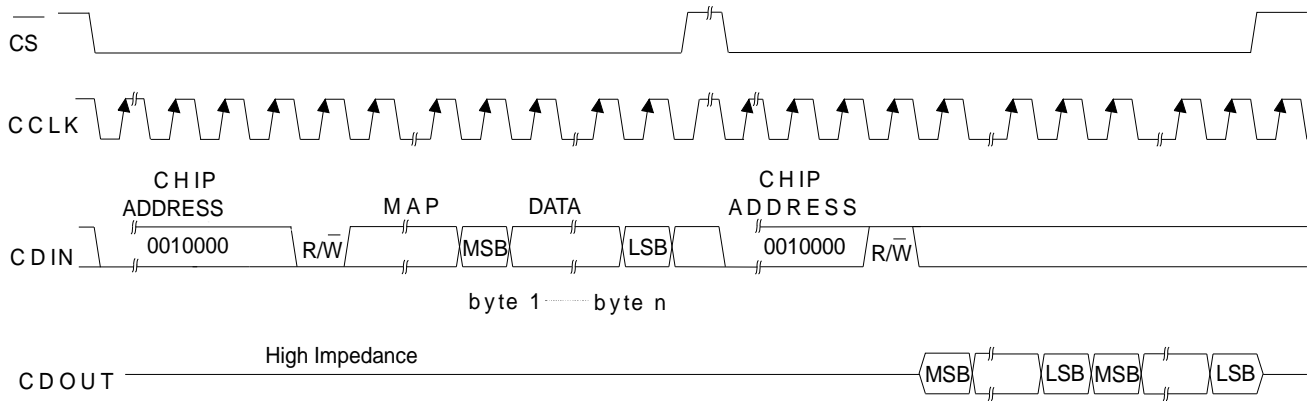 CS
CCLK
CHIP
ADDRESS
MAP
DATA
CHIP
ADDRESS
CDIN
0010000
R/W
MSB
LSB
0010000
R/W
byte 1
byte n
High Impedance
CDOUT
MSB
LSB
MSB
LSB